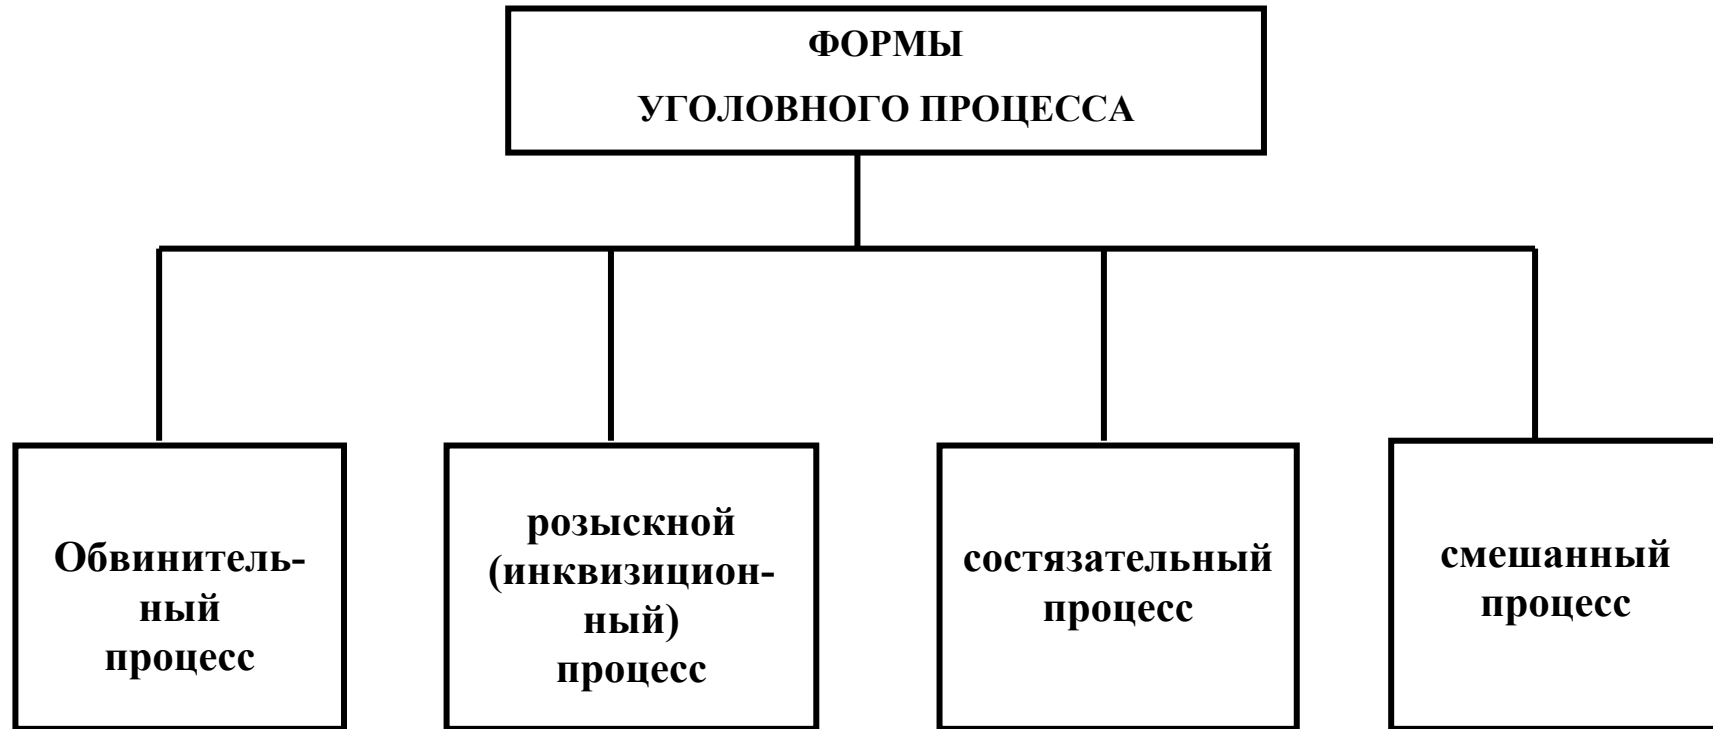 ФОРМЫ
УГОЛОВНОГО ПРОЦЕССА
Обвинитель-
ный
процесс
розыскной
(инквизицион-
ный)
процесс
состязательный
процесс
смешанный
процесс